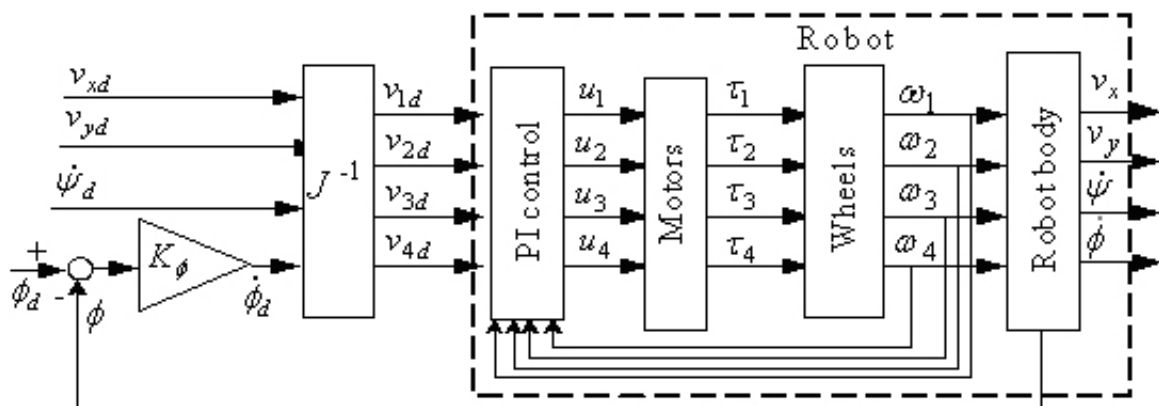 Robot
v_xd
v_yd
ψ̇_d
+
ϕ_d
-
ϕ
K_ϕ
ϕ̇_d
J⁻¹
v_1d
v_2d
v_3d
v_4d
PI control
u_1
u_2
u_3
u_4
Motors
τ_1
τ_2
τ_3
τ_4
Wheels
ω_1
ω_2
ω_3
ω_4
Robot body
v_x
v_y
ψ̇
ϕ̇